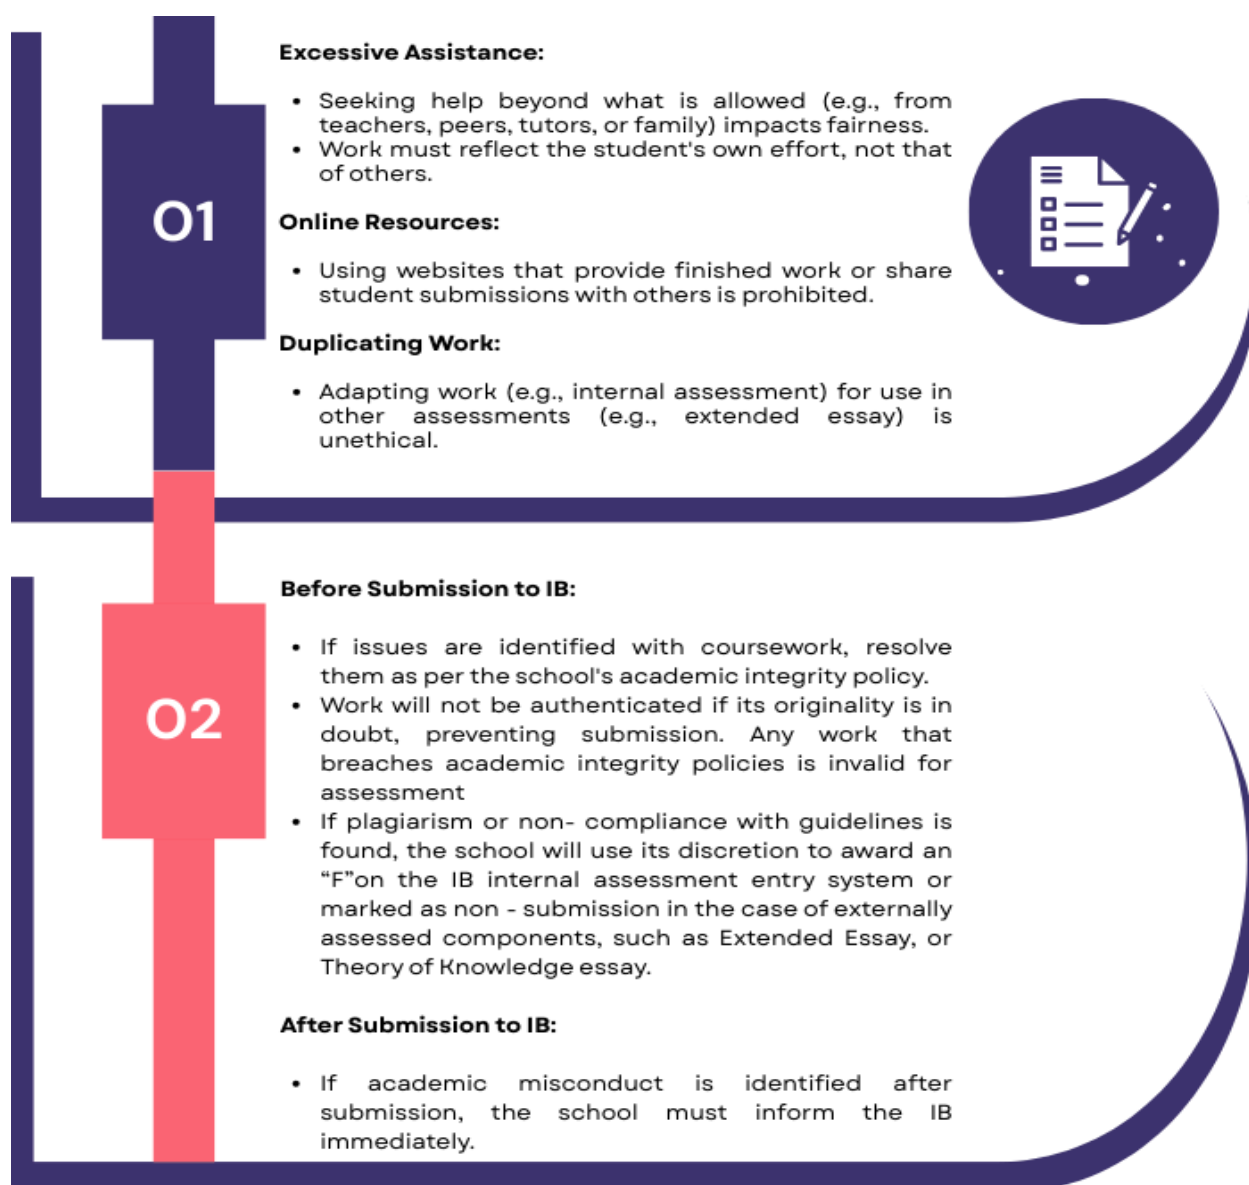 01
Excessive Assistance:
• Seeking help beyond what is allowed (e.g., from
teachers, peers, tutors, or family) impacts fairness.
• Work must reflect the student's own effort, not that
of others.
Online Resources:
• Using websites that provide finished work or share
student submissions with others is prohibited.
Duplicating Work:
• Adapting work (e.g., internal assessment) for use in
other assessments (e.g., extended essay) is
unethical.
02
Before Submission to IB:
• If issues are identified with coursework, resolve
them as per the school's academic integrity policy.
• Work will not be authenticated if its originality is in
doubt, preventing submission. Any work that
breaches academic integrity policies is invalid for
assessment
• If plagiarism or non- compliance with guidelines is
found, the school will use its discretion to award an
“F”on the IB internal assessment entry system or
marked as non - submission in the case of externally
assessed components, such as Extended Essay, or
Theory of Knowledge essay.
After Submission to IB:
• If academic misconduct is identified after
submission, the school must inform the IB
immediately.